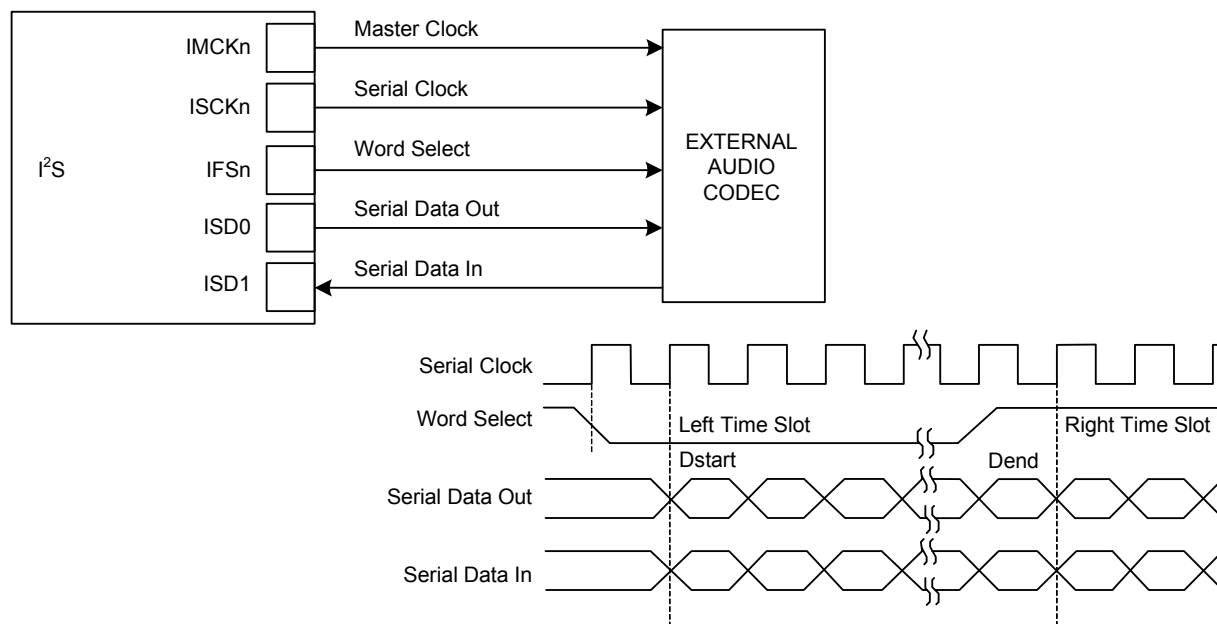 I²S
IMCKn
Master Clock
ISCKn
Serial Clock
IFSn
Word Select
ISD0
Serial Data Out
ISD1
Serial Data In
EXTERNAL
AUDIO
CODEC
Serial Clock
Word Select
Left Time Slot
Right Time Slot
Dstart
Dend
Serial Data Out
Serial Data In